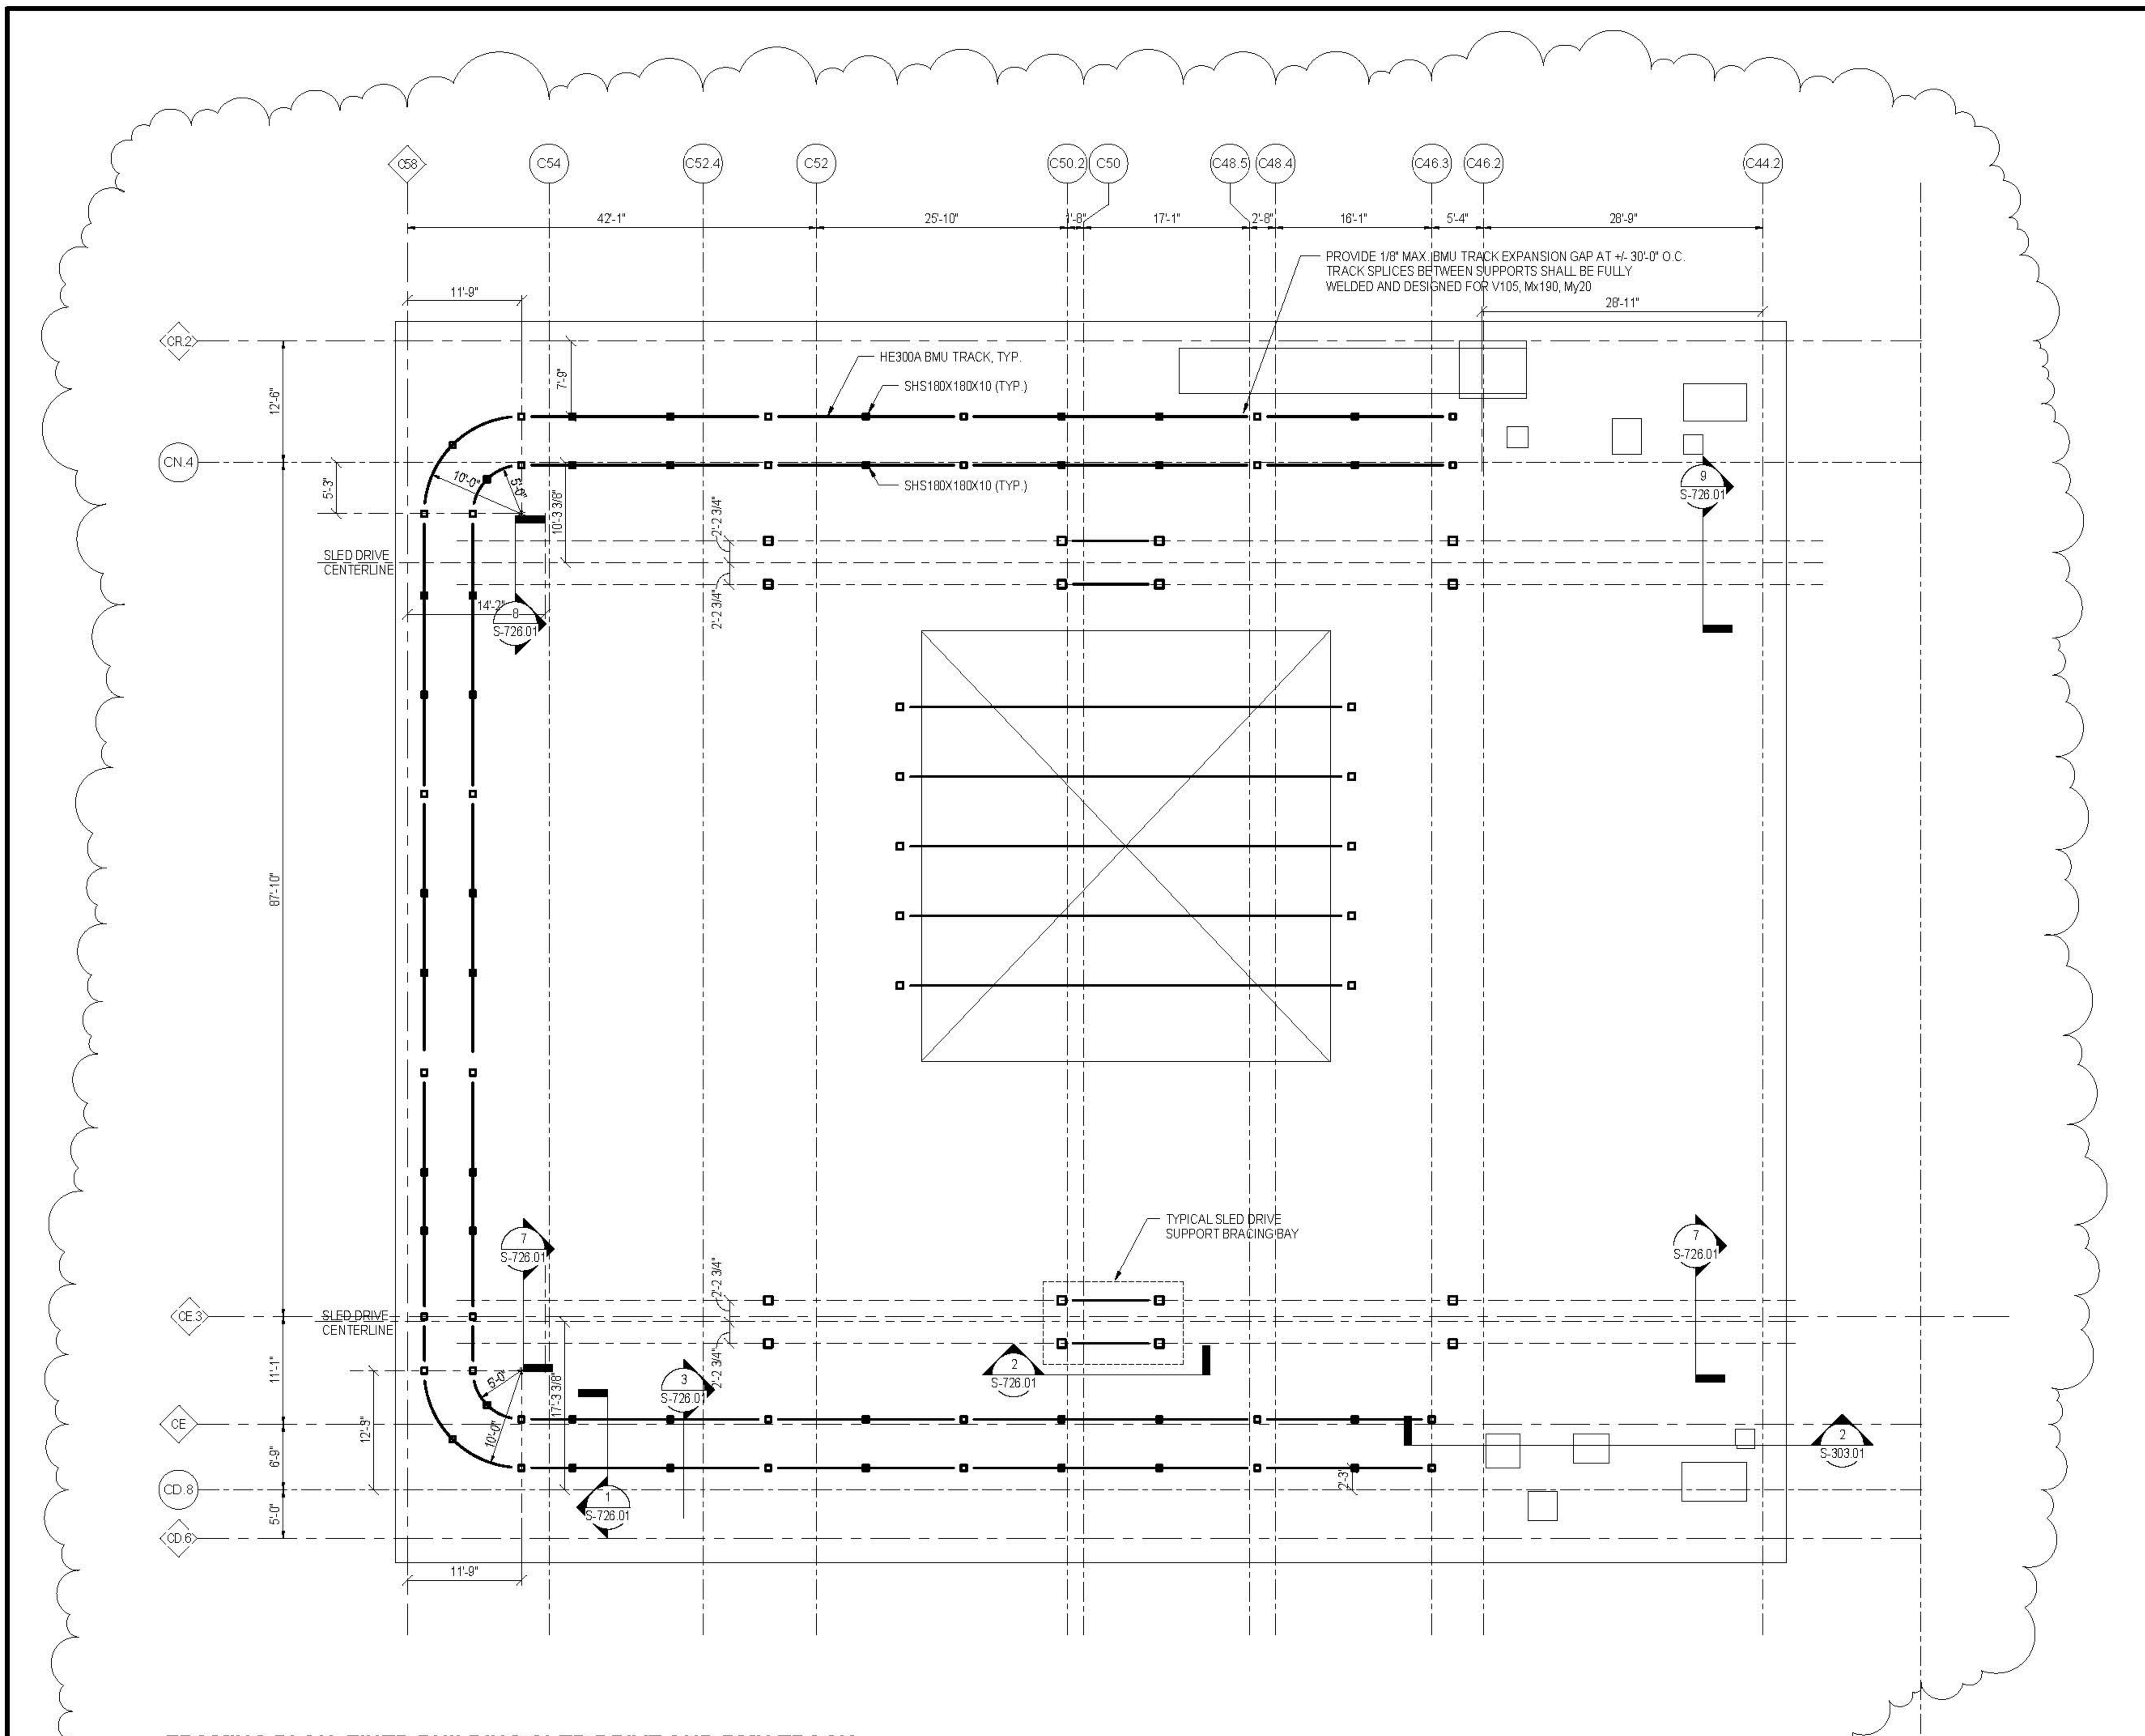 C58
C54
C52.4
C52
C50.2
C50
C48.5
C48.4
C46.3
C46.2
C44.2
42'-1"
25'-10"
1'-8"
17'-1"
2'-8"
16'-1"
5'-4"
28'-9"
PROVIDE 1/8" MAX. BMU TRACK EXPANSION GAP AT +/- 30'-0" O.C.
TRACK SPLICES BETWEEN SUPPORTS SHALL BE FULLY
WELDED AND DESIGNED FOR V105, Mx190, My20
11'-9"
28'-11"
CR.2
HE300A BMU TRACK, TYP.
7'-9"
SHS180X180X10 (TYP.)
12'-6"
CN.4
5'-3"
10'-0"
5'-0"
SHS180X180X10 (TYP.)
10'-3 3/8"
9
S-726.01
2'-2 3/4"
SLED DRIVE
CENTERLINE
2'-2 3/4"
14'-2"
8
S-726.01
87'-10"
TYPICAL SLED DRIVE
SUPPORT BRACING BAY
7
S-726.01
7
S-726.01
2'-2 3/4"
CE.3
SLED DRIVE
CENTERLINE
11'-1"
2'-2 3/4"
2
S-726.01
5'-0"
3
S-726.01
17'-3 3/8"
12'-3"
10'-0"
CE
2
S-303.01
6'-9"
2'-3"
CD.8
1
S-726.01
5'-0"
CD.6
11'-9"